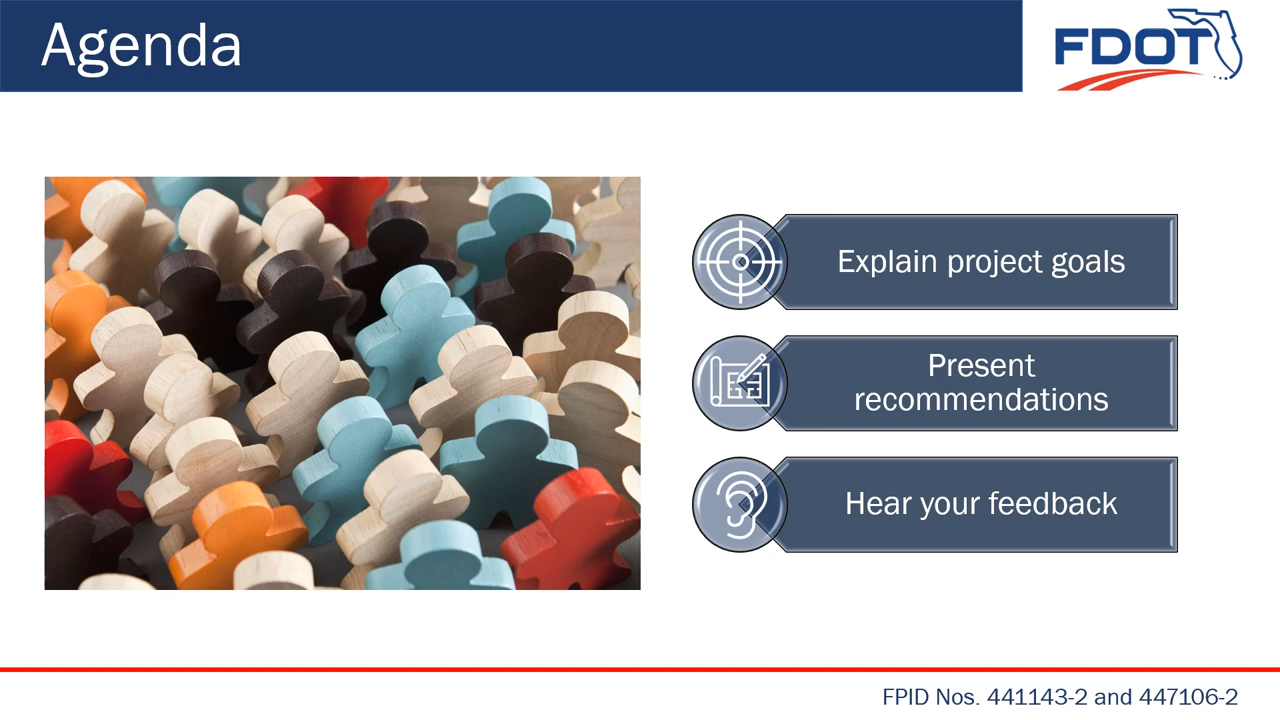 Agenda
FDOT
Explain project goals
Present
recommendations
Hear your feedback
FPID Nos. 441143-2 and 447106-2